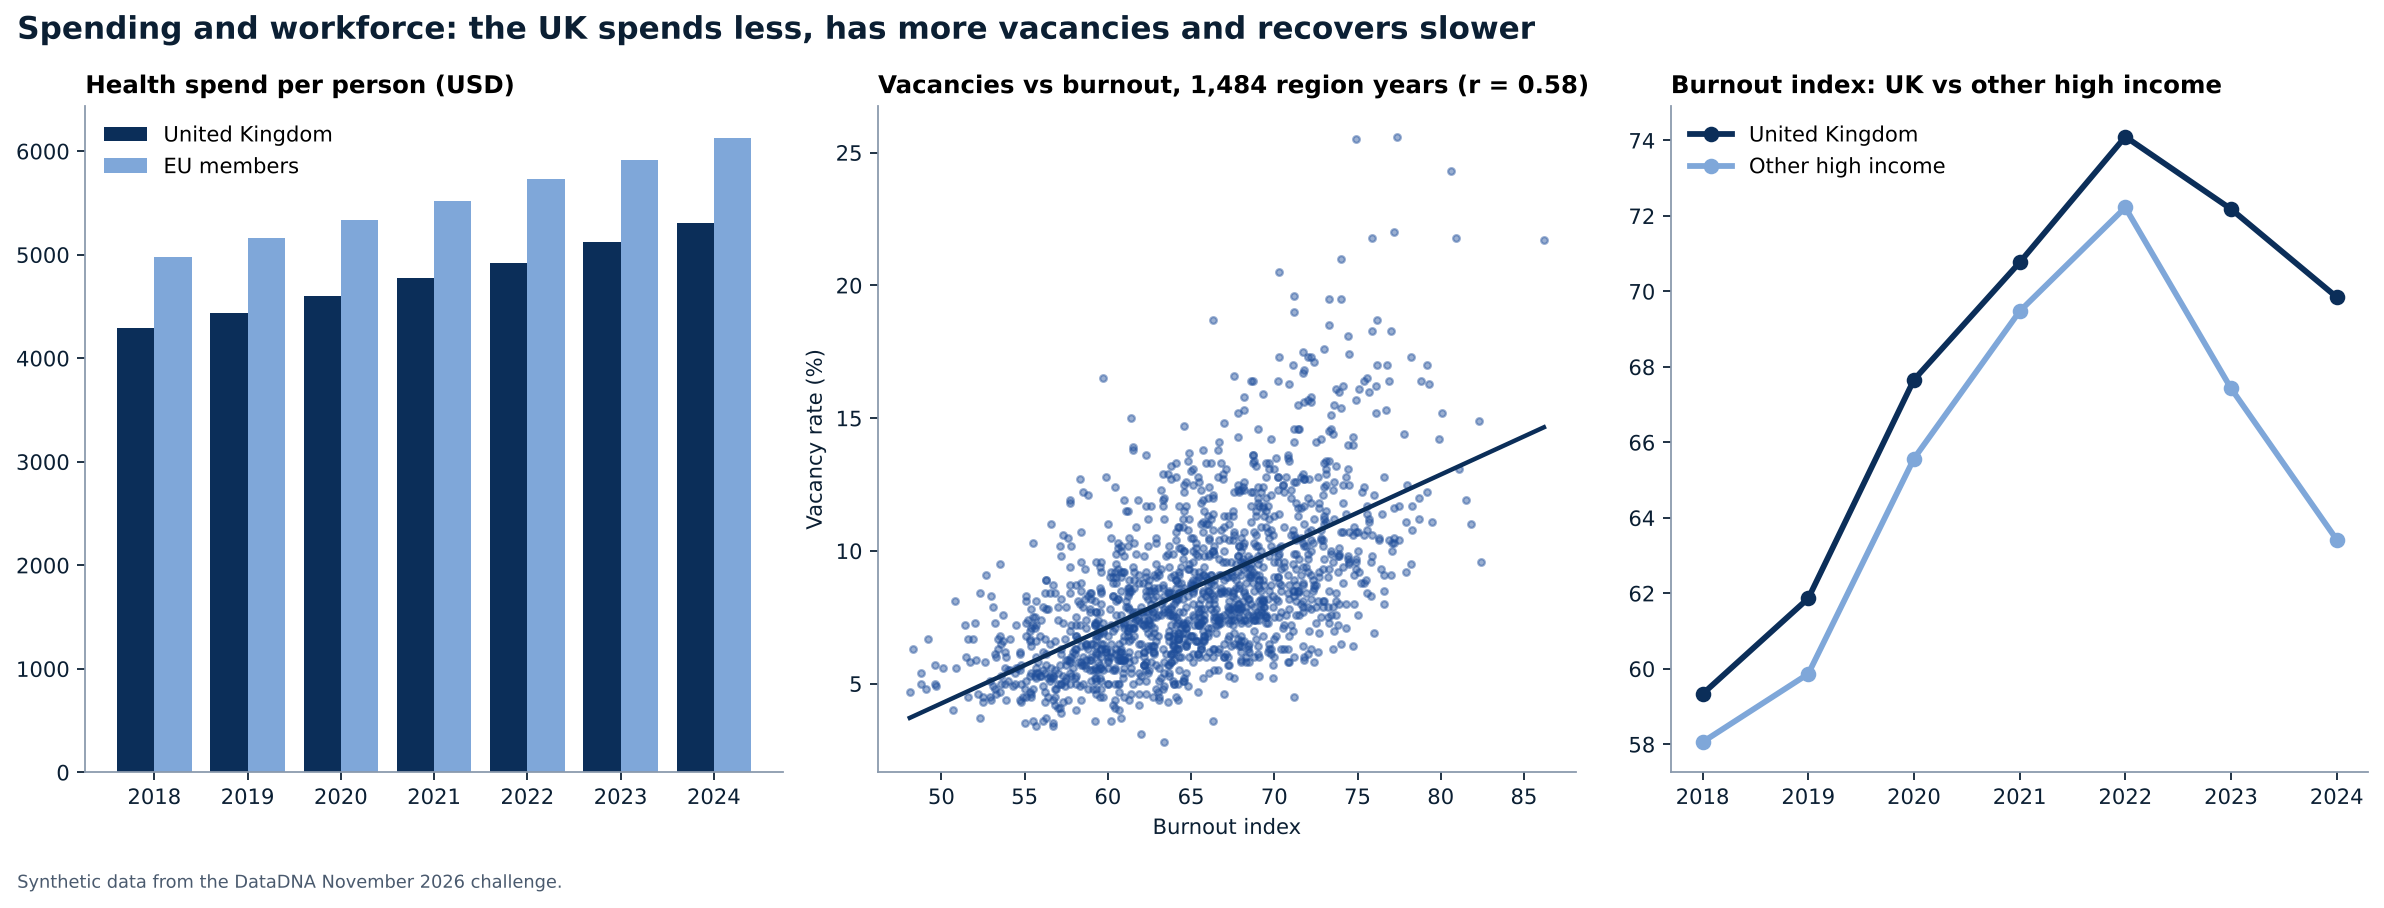 Spending and workforce: the UK spends less, has more vacancies and recovers slower
Health spend per person (USD)
United Kingdom
EU members
6000
5000
4000
3000
2000
1000
0
2018 2019 2020 2021 2022 2023 2024
Vacancies vs burnout, 1,484 region years (r = 0.58)
Vacancy rate (%)
25
20
15
10
5
50 55 60 65 70 75 80 85
Burnout index
Burnout index: UK vs other high income
United Kingdom
Other high income
74
72
70
68
66
64
62
60
58
2018 2019 2020 2021 2022 2023 2024
Synthetic data from the DataDNA November 2026 challenge.